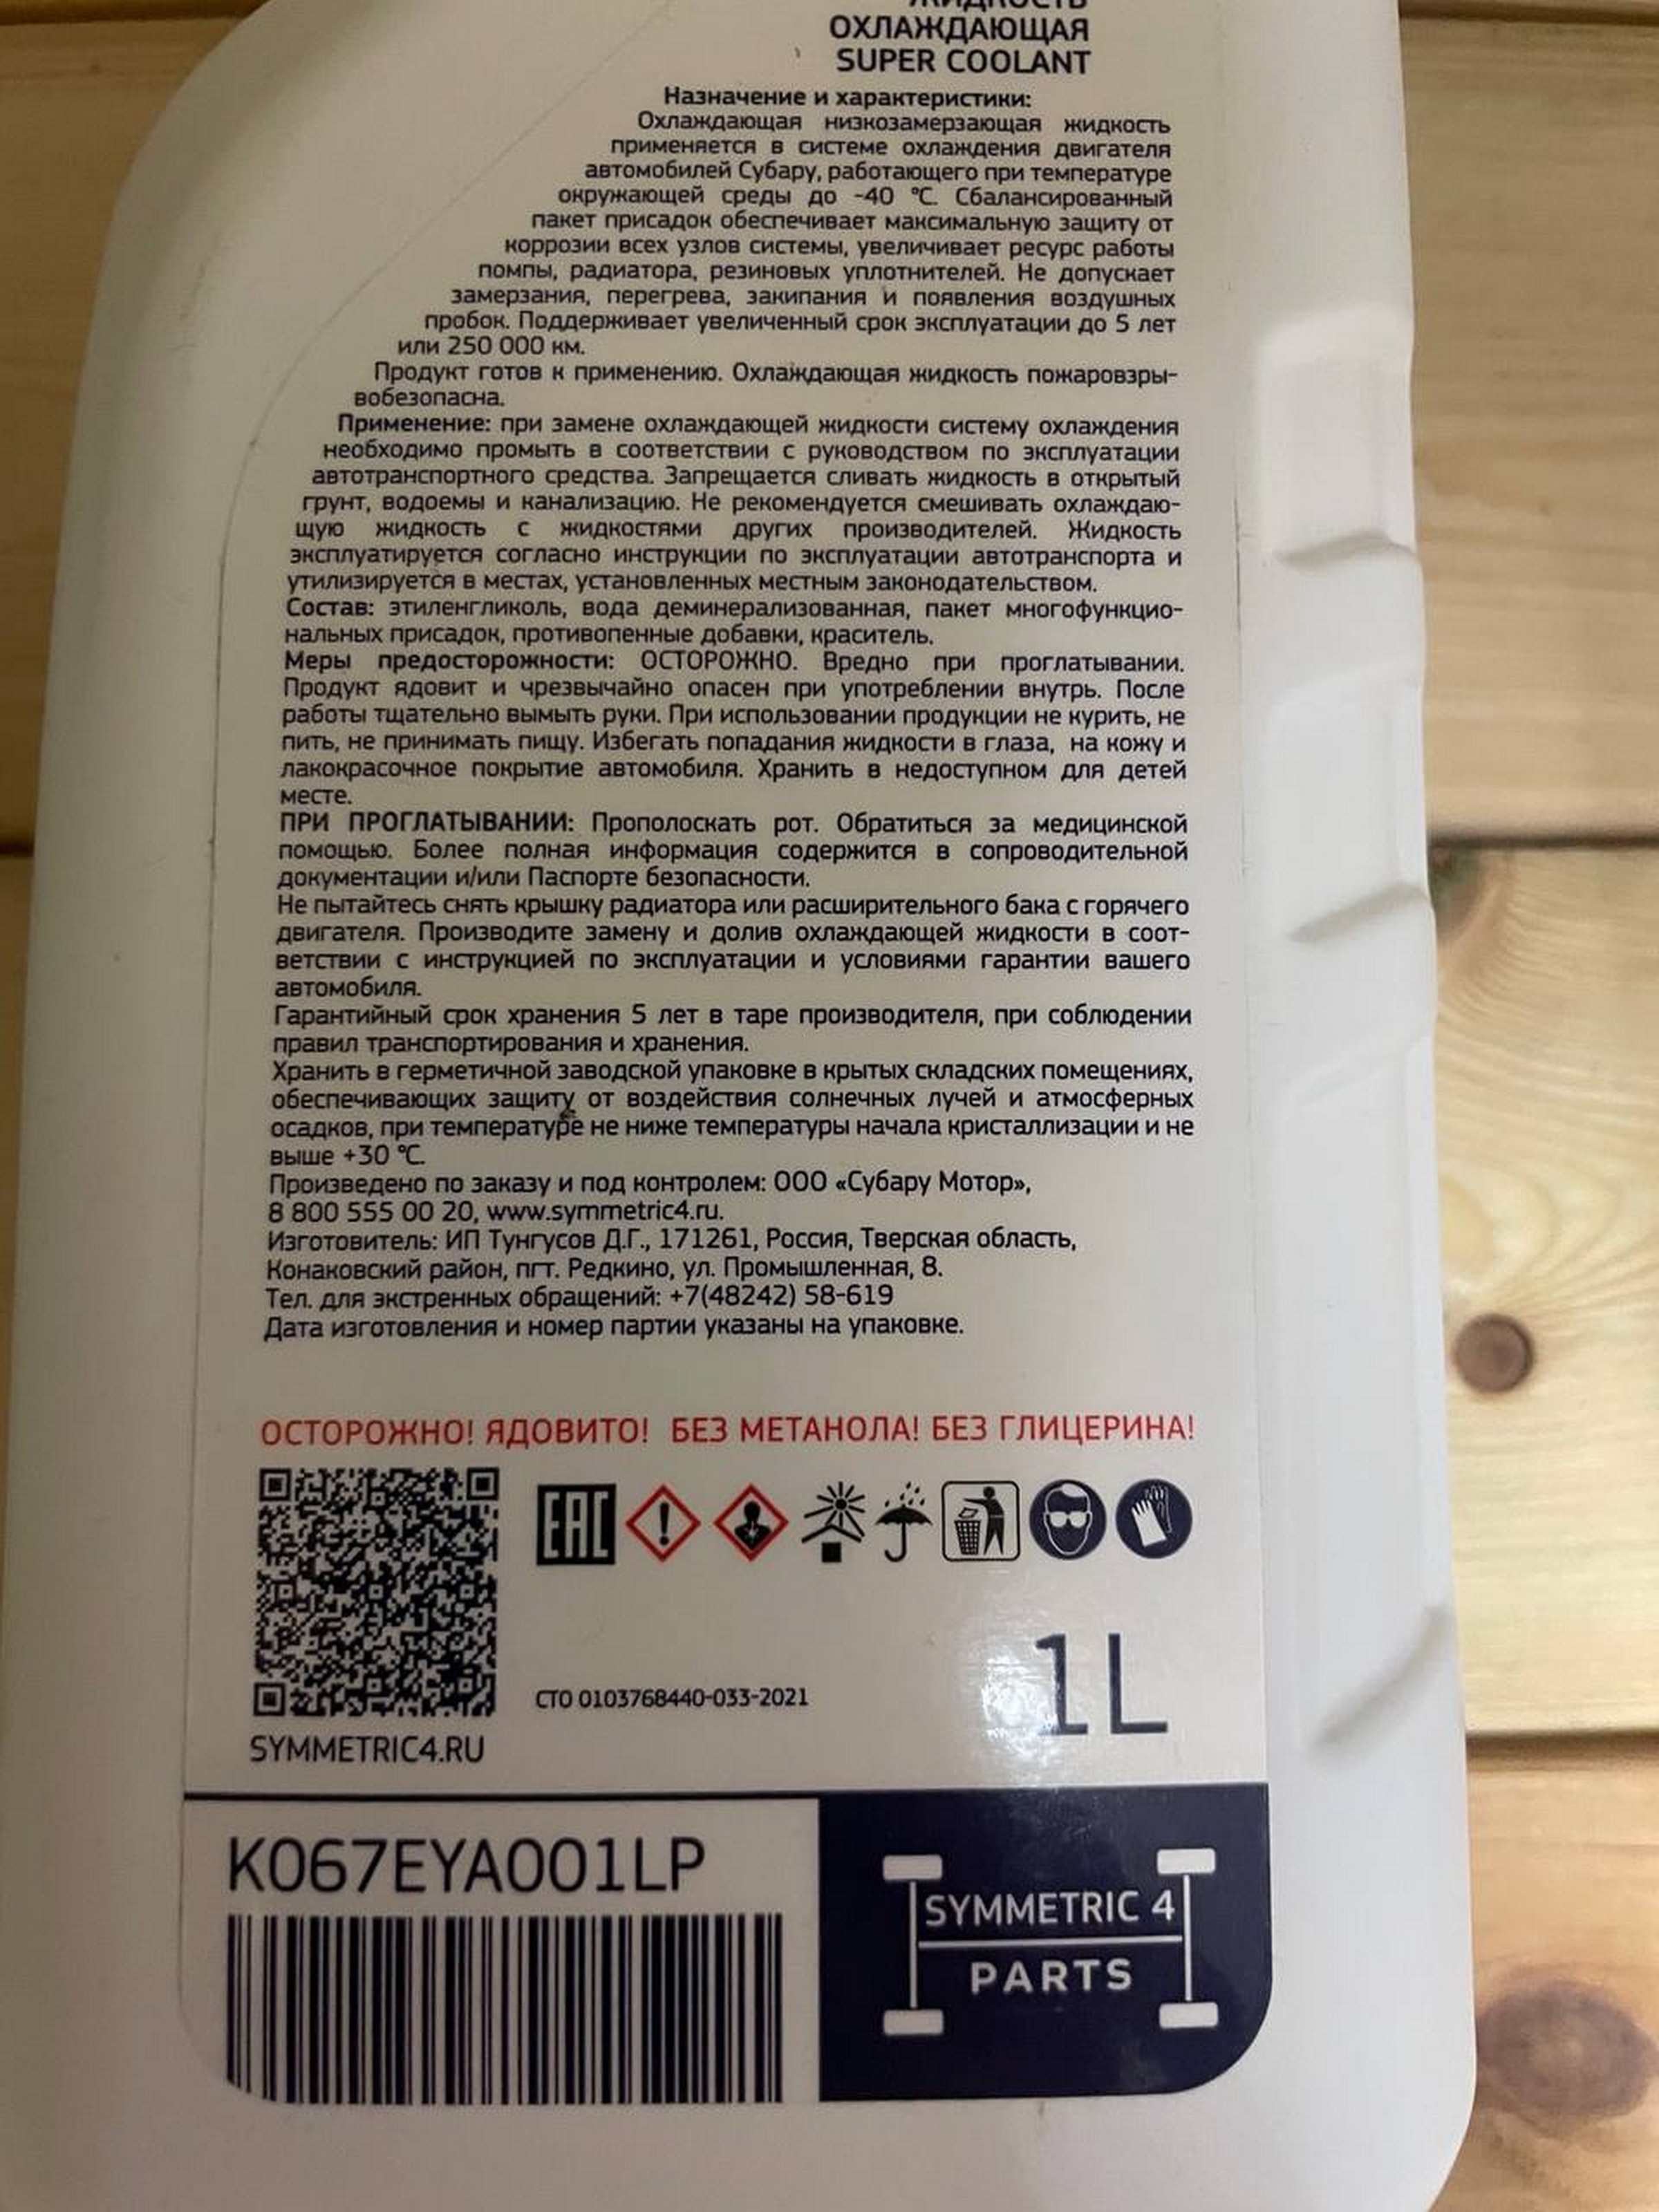 ЖИДКОСТЬ
ОХЛАЖДАЮЩАЯ
SUPER COOLANT
Назначение и характеристики:
Охлаждающая низкозамерзающая жидкость
применяется в системе охлаждения двигателя
автомобилей Субару, работающего при температуре
окружающей среды до -40 °С. Сбалансированный
пакет присадок обеспечивает максимальную защиту от
коррозии всех узлов системы, увеличивает ресурс работы
помпы, радиатора, резиновых уплотнителей. Не допускает
замерзания, перегрева, закипания и появления воздушных
пробок. Поддерживает увеличенный срок эксплуатации до 5 лет
или 250 000 км.
Продукт готов к применению. Охлаждающая жидкость пожаровзры-
вобезопасна.
Применение: при замене охлаждающей жидкости систему охлаждения
необходимо промыть в соответствии с руководством по эксплуатации
автотранспортного средства. Запрещается сливать жидкость в открытый
грунт, водоемы и канализацию. Не рекомендуется смешивать охлаждаю-
щую жидкость с жидкостями других производителей. Жидкость
эксплуатируется согласно инструкции по эксплуатации автотранспорта и
утилизируется в местах, установленных местным законодательством.
Состав: этиленгликоль, вода деминерализованная, пакет многофункцио-
нальных присадок, противопенные добавки, краситель.
Меры предосторожности: ОСТОРОЖНО. Вредно при проглатывании.
Продукт ядовит и чрезвычайно опасен при употреблении внутрь. После
работы тщательно вымыть руки. При использовании продукции не курить, не
пить, не принимать пищу. Избегать попадания жидкости в глаза, на кожу и
лакокрасочное покрытие автомобиля. Хранить в недоступном для детей
месте.
ПРИ ПРОГЛАТЫВАНИИ: Прополоскать рот. Обратиться за медицинской
помощью. Более полная информация содержится в сопроводительной
документации и/или Паспорте безопасности.
Не пытайтесь снять крышку радиатора или расширительного бака с горячего
двигателя. Производите замену и долив охлаждающей жидкости в соот-
ветствии с инструкцией по эксплуатации и условиями гарантии вашего
автомобиля.
Гарантийный срок хранения 5 лет в таре производителя, при соблюдении
правил транспортирования и хранения.
Хранить в герметичной заводской упаковке в крытых складских помещениях,
обеспечивающих защиту от воздействия солнечных лучей и атмосферных
осадков, при температуре не ниже температуры начала кристаллизации и не
выше +30 °С.
Произведено по заказу и под контролем: ООО «Субару Мотор»,
8 800 555 00 20, www.symmetric4.ru.
Изготовитель: ИП Тунгусов Д.Г., 171261, Россия, Тверская область,
Конаковский район, пгт. Редкино, ул. Промышленная, 8.
Тел. для экстренных обращений: +7(48242) 58-619
Дата изготовления и номер партии указаны на упаковке.
ОСТОРОЖНО! ЯДОВИТО! БЕЗ МЕТАНОЛА! БЕЗ ГЛИЦЕРИНА!
EAC
СТО 0103768440-033-2021
1L
SYMMETRIC4.RU
K067EYA001LP
SYMMETRIC 4
PARTS